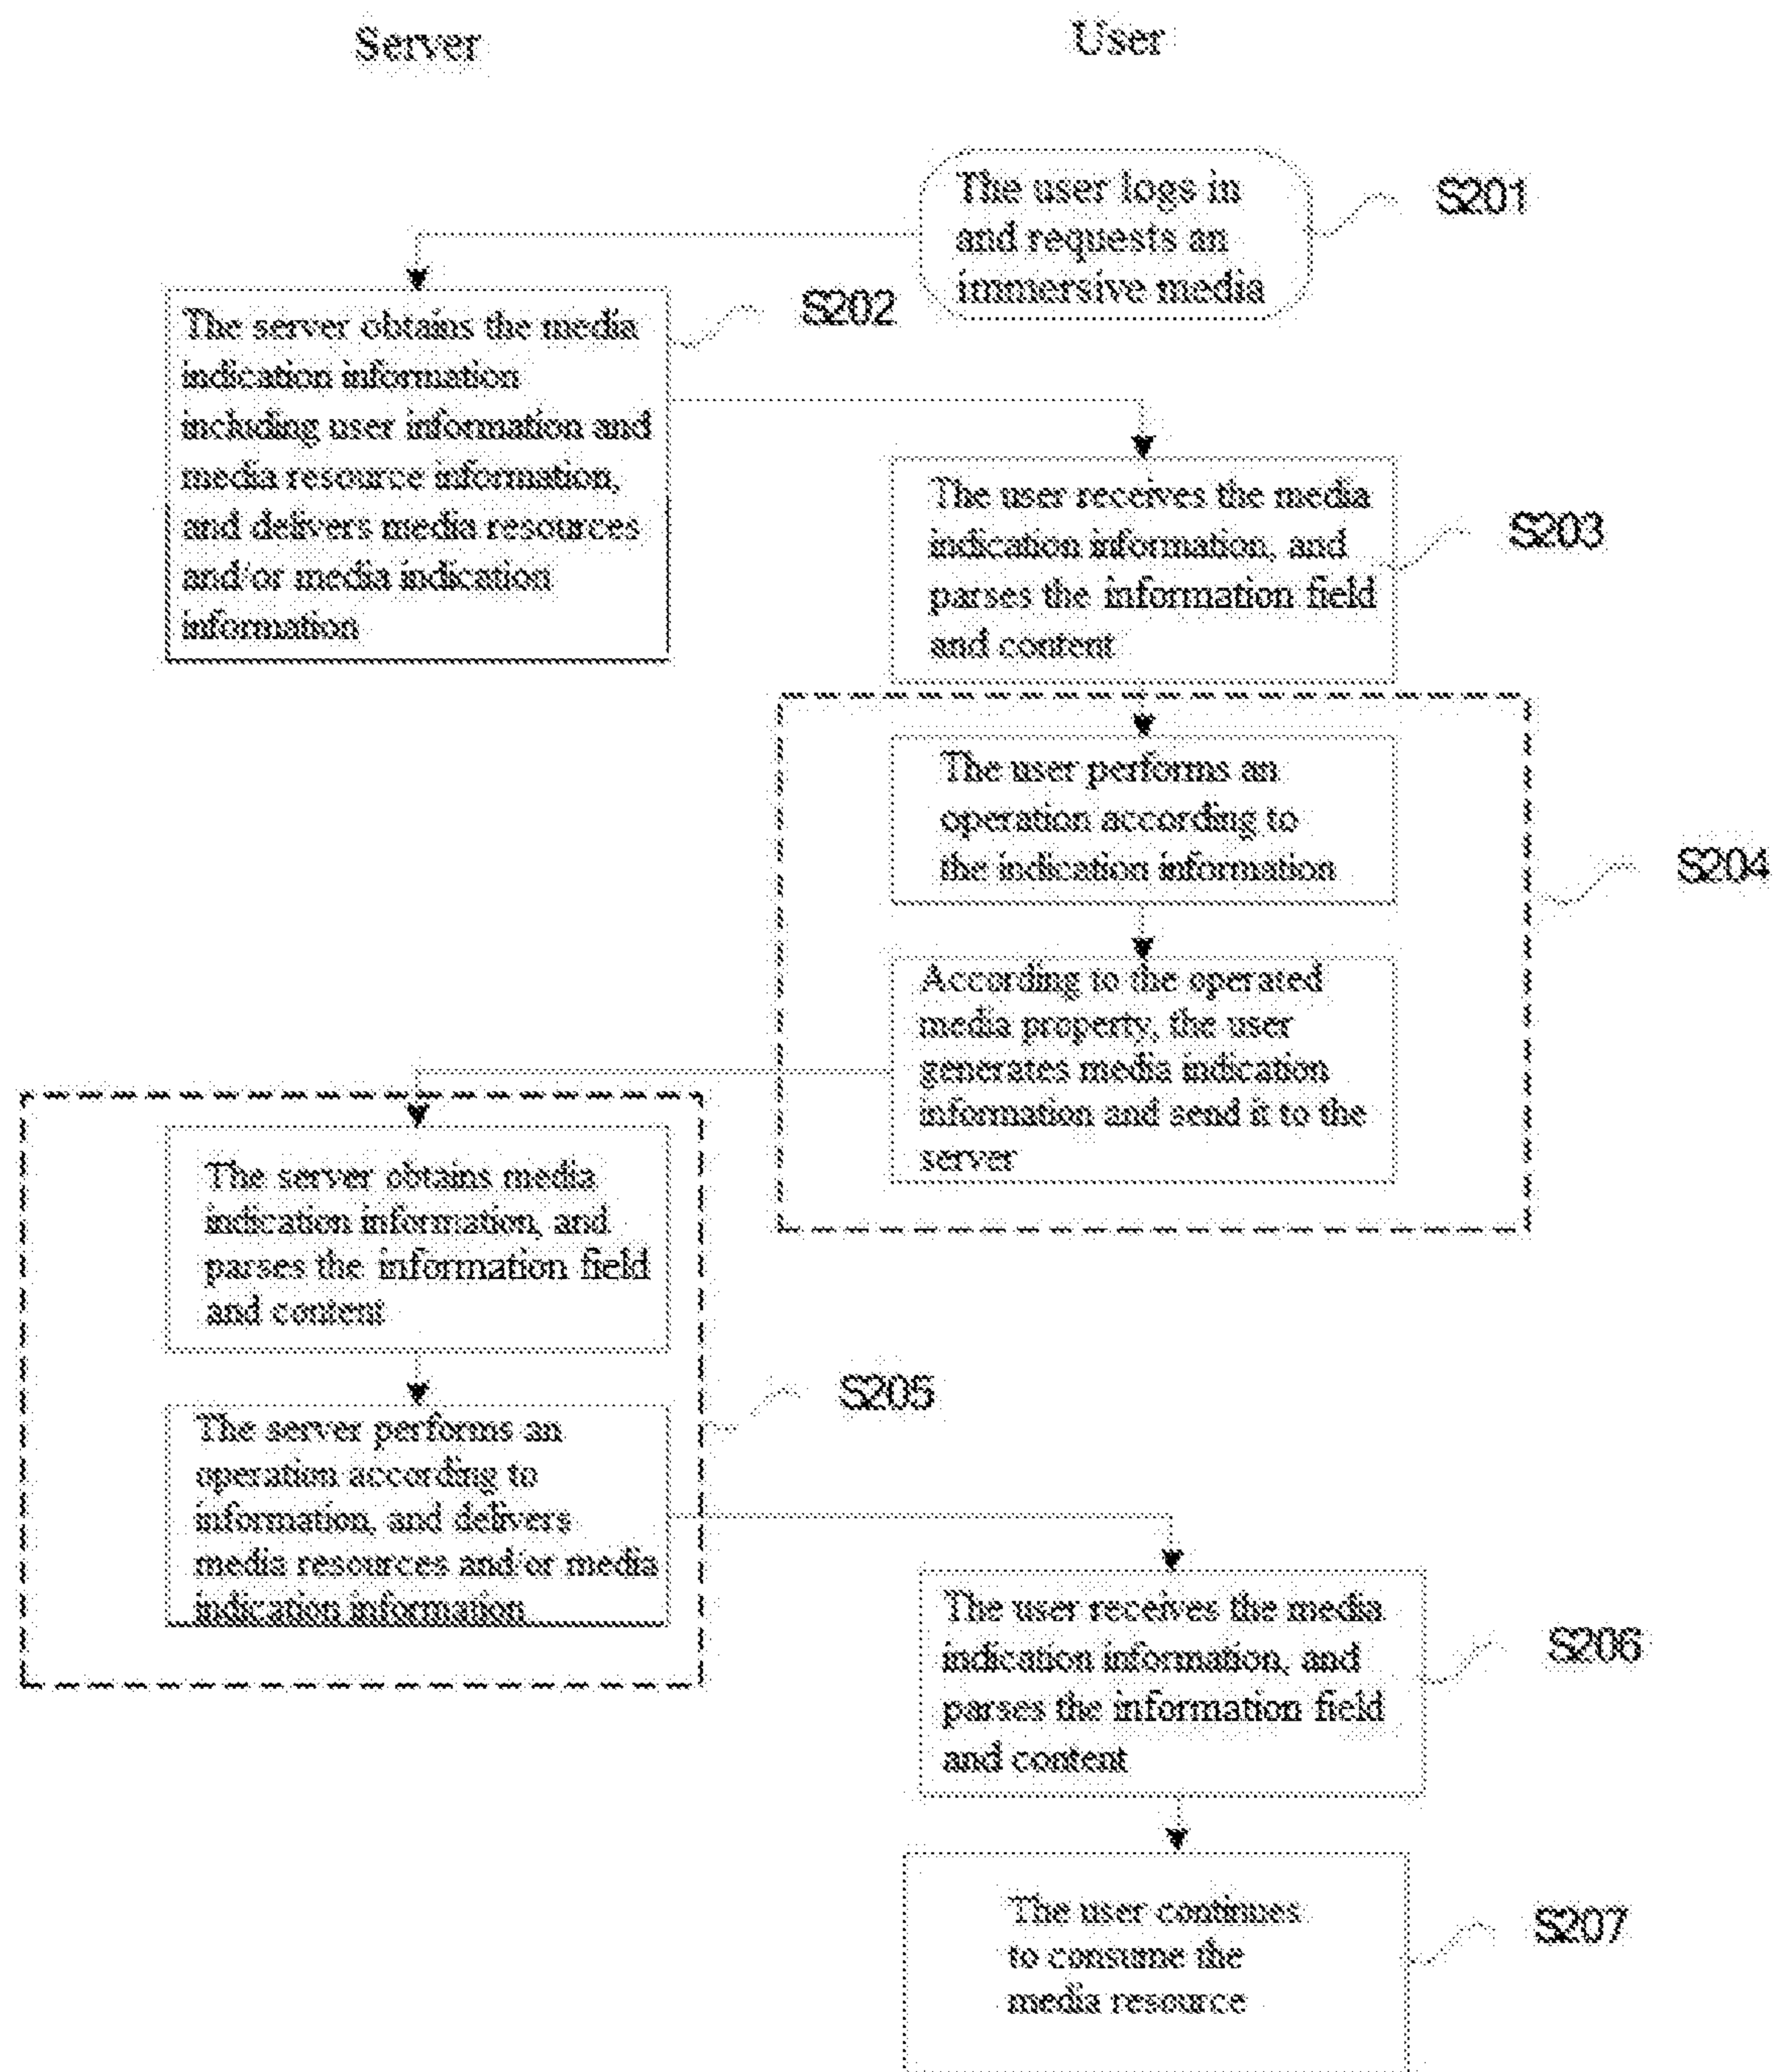 Server
User
The user logs in
and requests an
immersive media
S201
The server obtains the media
indication information
including user information and
media resource information,
and delivers media resources
and/or media indication
information
S202
The user receives the media
indication information, and
parses the information field
and content
S203
The user performs an
operation according to
the indication information
According to the operated
media property, the user
generates media indication
information and send it to the
server
S204
The server obtains media
indication information, and
parses the information field
and content
The server performs an
operation according to
information, and delivers
media resources and/or media
indication information
S205
The user receives the media
indication information, and
parses the information field
and content
S206
The user continues
to consume the
media resource
S207